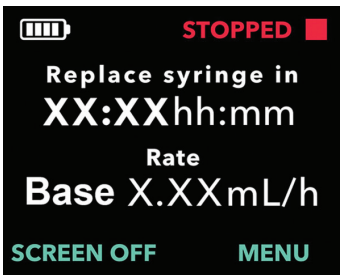 STOPPED
Replace syringe in
XX:XXhh:mm
Rate
Base X.XXmL/h
SCREEN OFF MENU